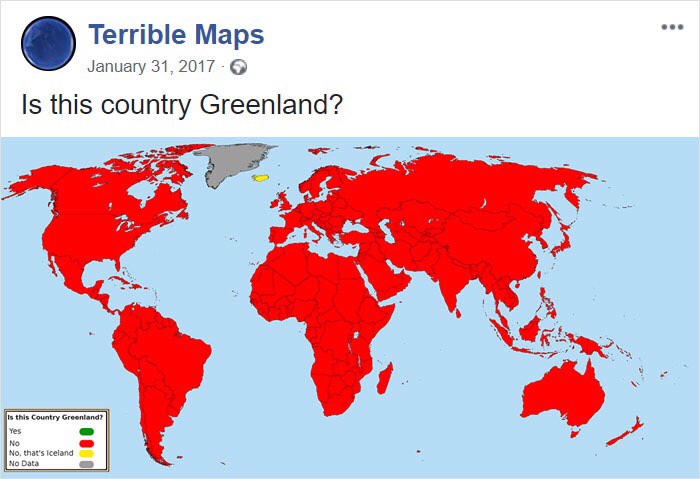 Terrible Maps
January 31, 2017 ·
Is this country Greenland?
Is this Country Greenland?
Yes
No
No, that's Iceland
No Data